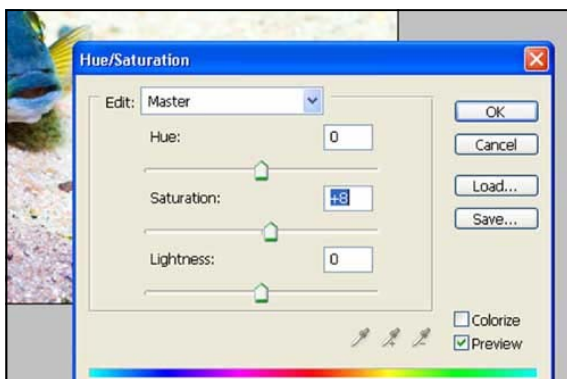 Hue/Saturation
Edit: Master
OK
Hue: 0
Cancel
Load...
Saturation: +8
Save...
Lightness: 0
Colorize
Preview